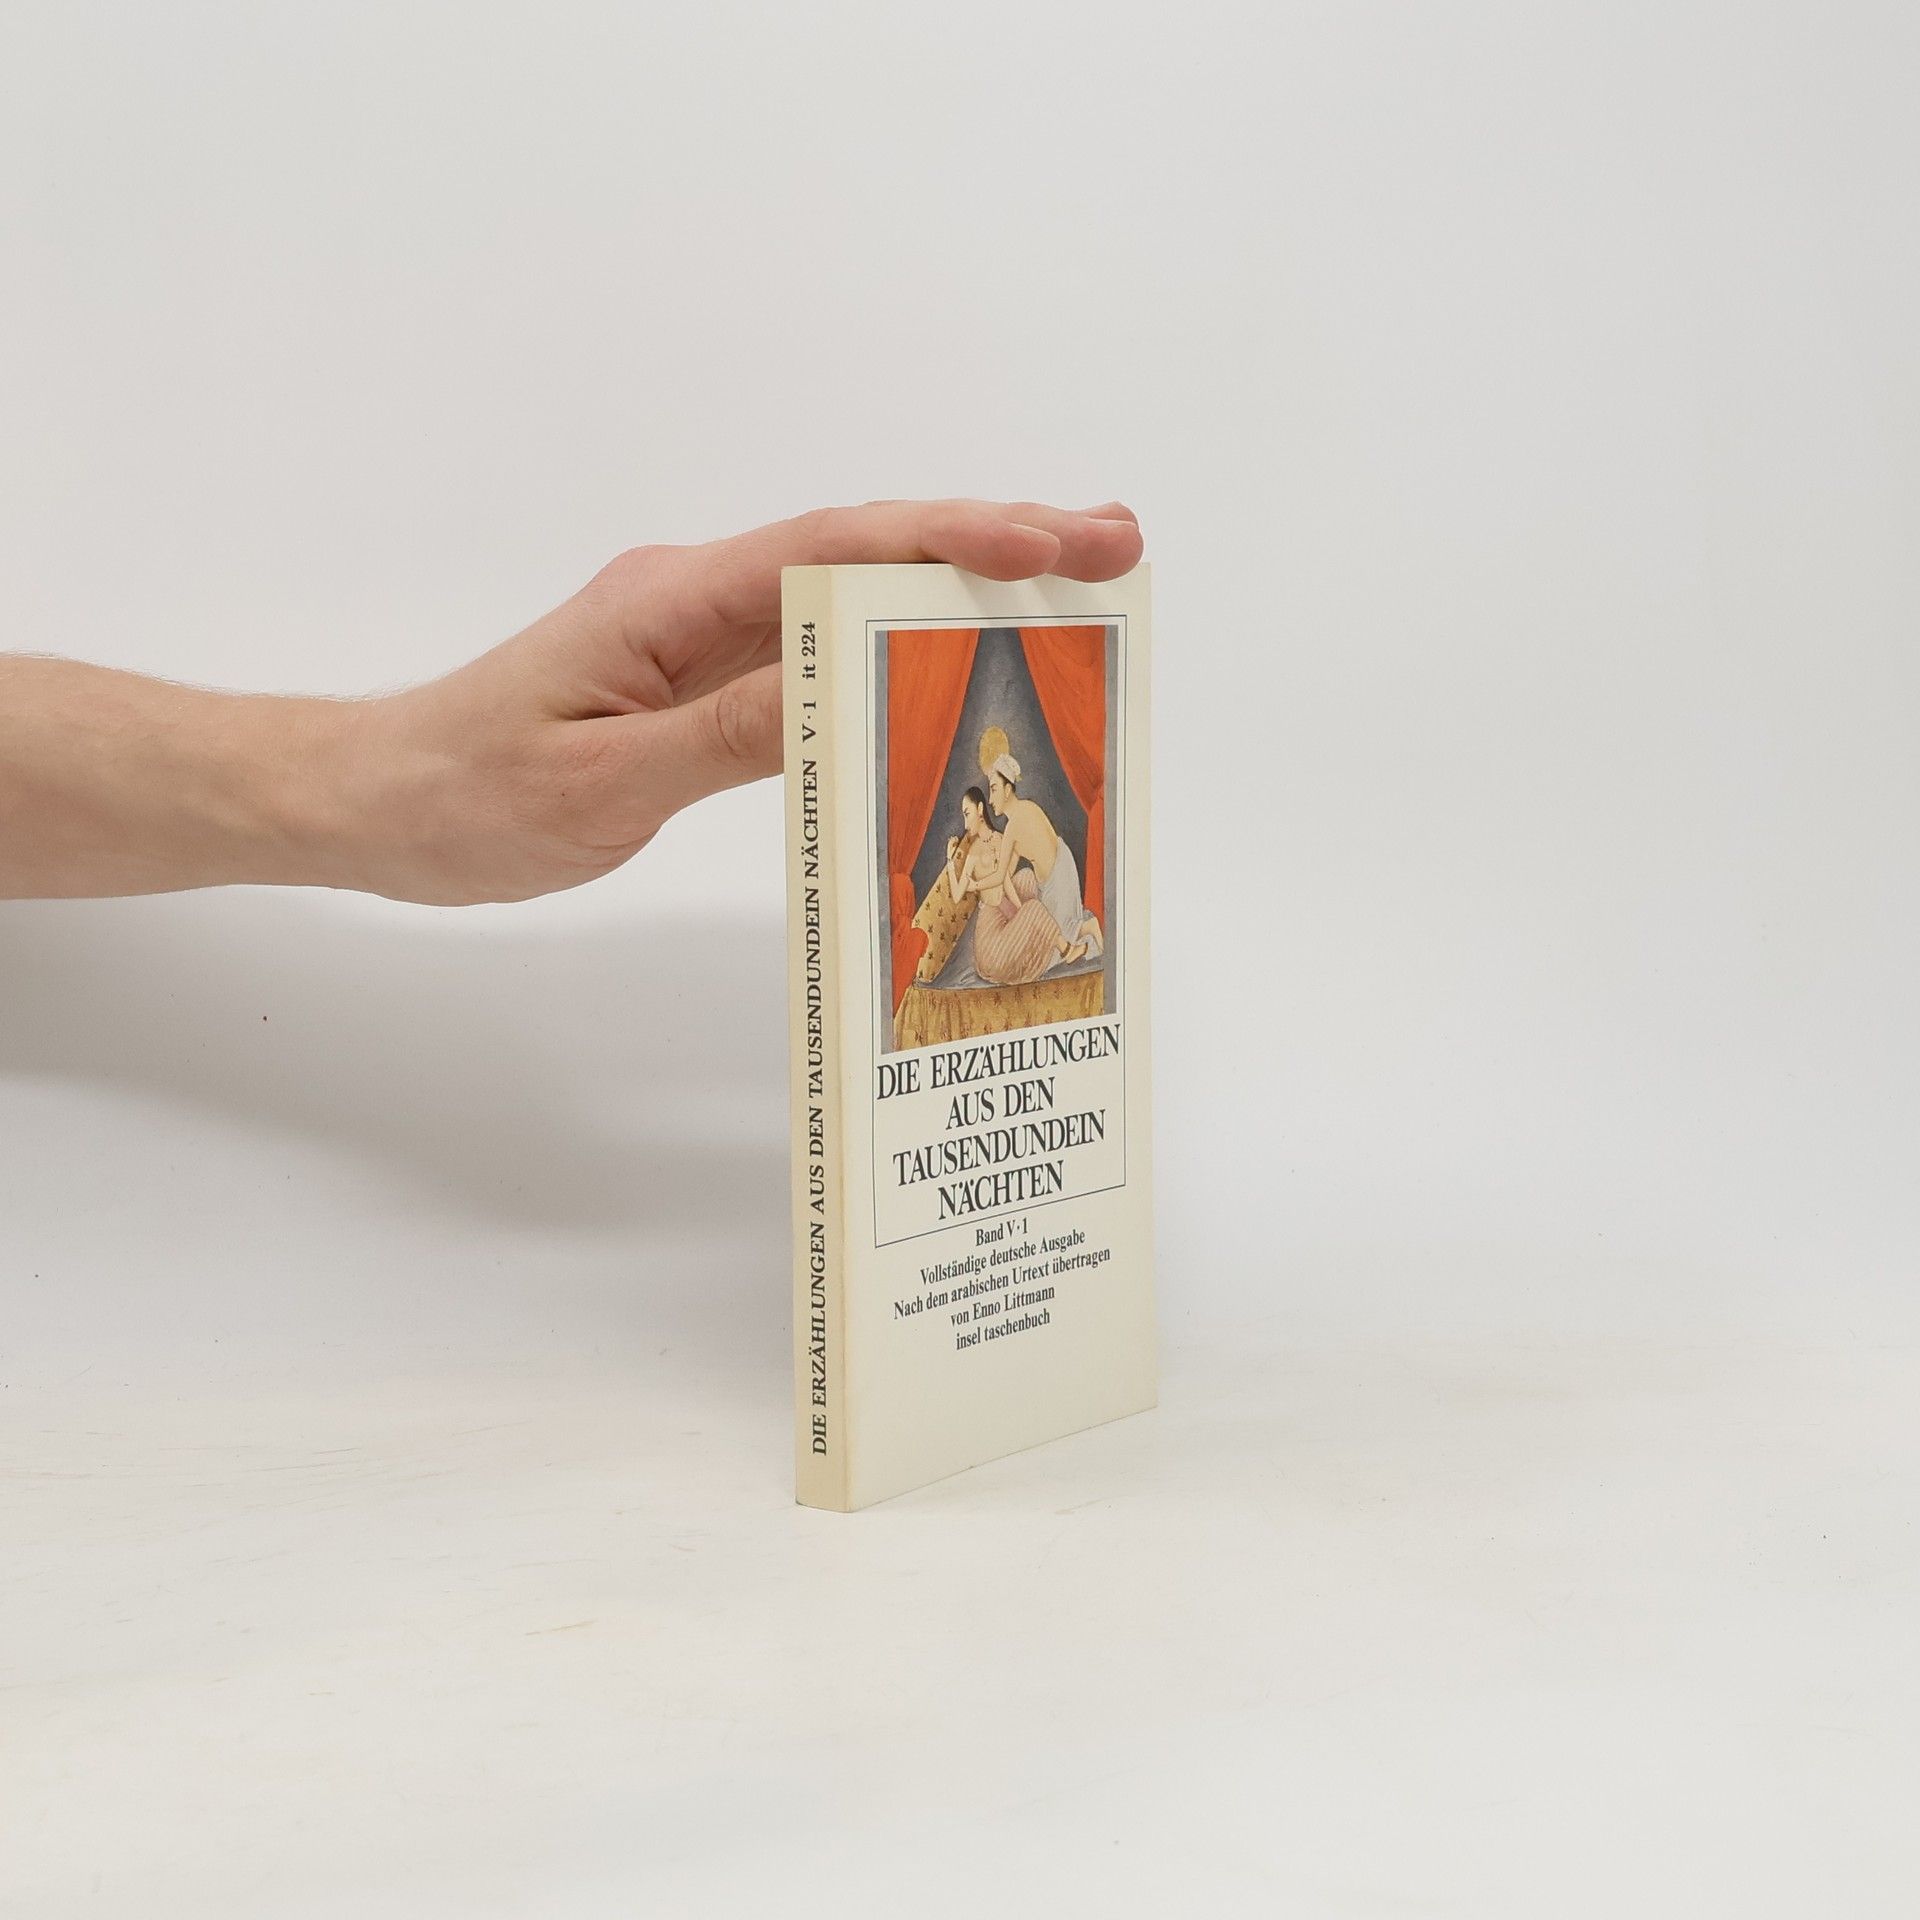 DIE ERZÄHLUNGEN AUS DEN TAUSENDUNDEIN NÄCHTEN V·1 it 224
DIE ERZÄHLUNGEN
AUS DEN
TAUSENDUNDEIN
NÄCHTEN
Band V·1
Vollständige deutsche Ausgabe
Nach dem arabischen Urtext übertragen
von Enno Littmann
insel taschenbuch